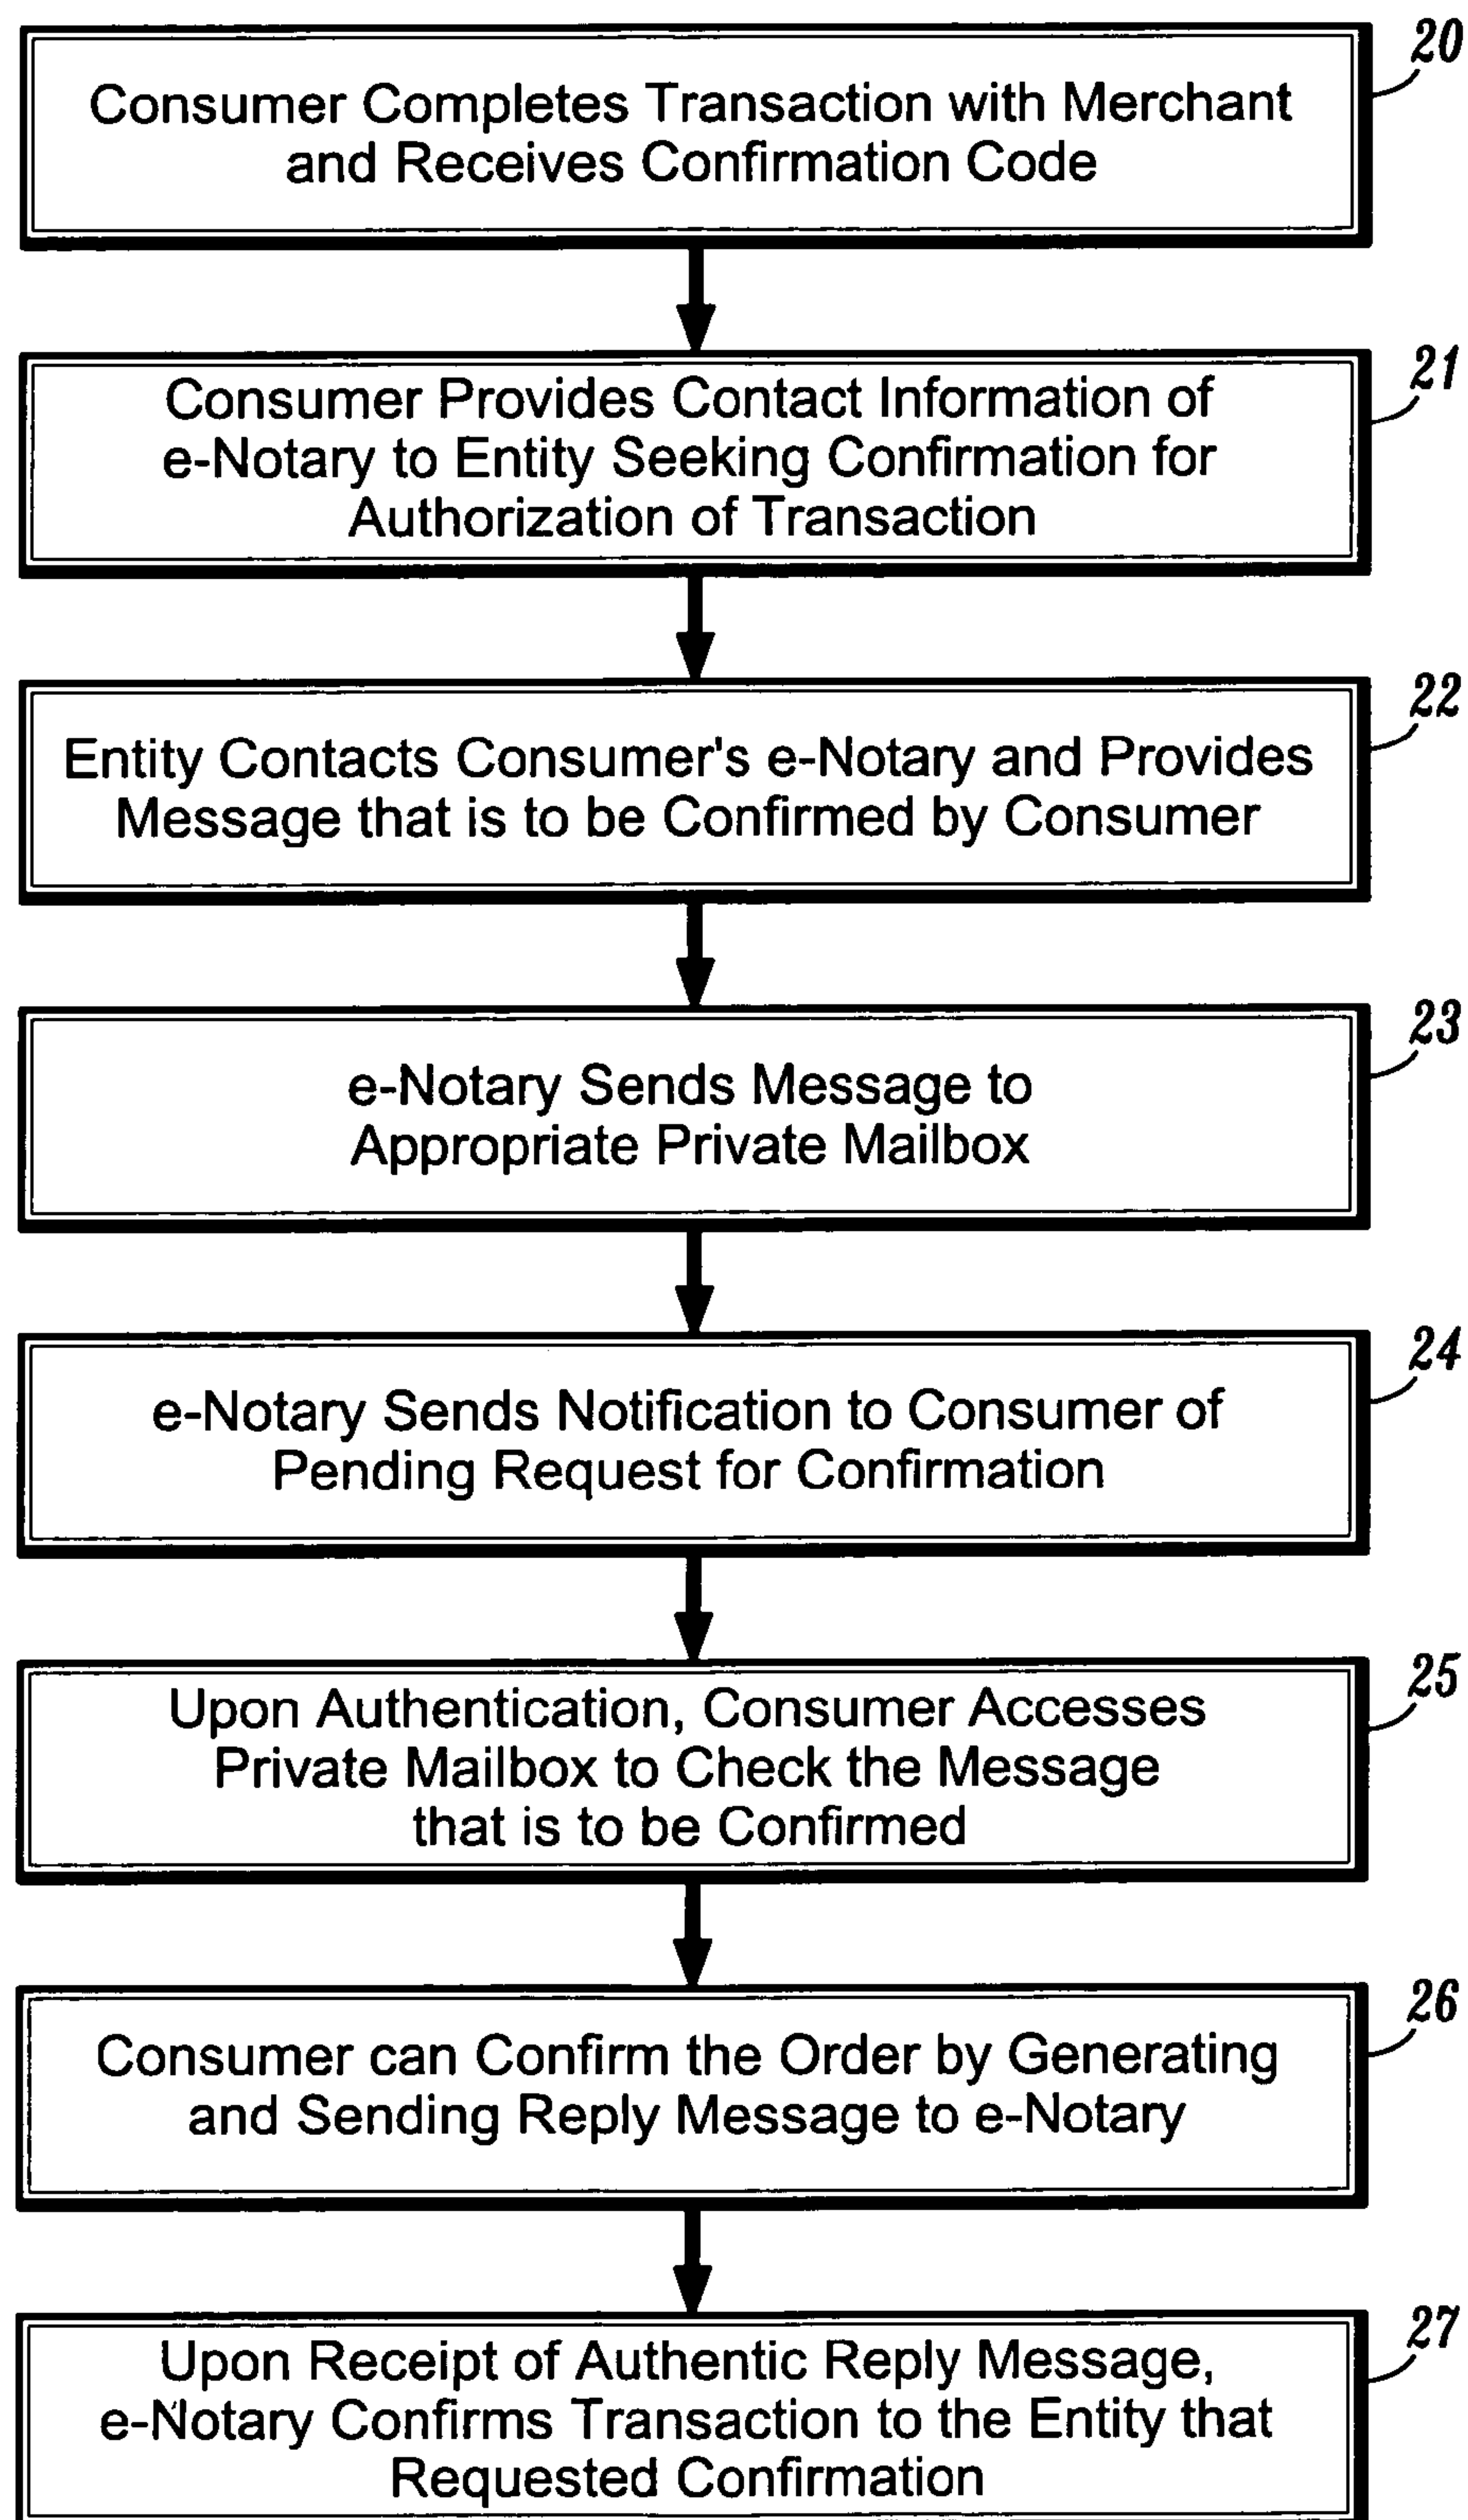 20
Consumer Completes Transaction with Merchant
and Receives Confirmation Code
21
Consumer Provides Contact Information of
e-Notary to Entity Seeking Confirmation for
Authorization of Transaction
22
Entity Contacts Consumer's e-Notary and Provides
Message that is to be Confirmed by Consumer
23
e-Notary Sends Message to
Appropriate Private Mailbox
24
e-Notary Sends Notification to Consumer of
Pending Request for Confirmation
25
Upon Authentication, Consumer Accesses
Private Mailbox to Check the Message
that is to be Confirmed
26
Consumer can Confirm the Order by Generating
and Sending Reply Message to e-Notary
27
Upon Receipt of Authentic Reply Message,
e-Notary Confirms Transaction to the Entity that
Requested Confirmation